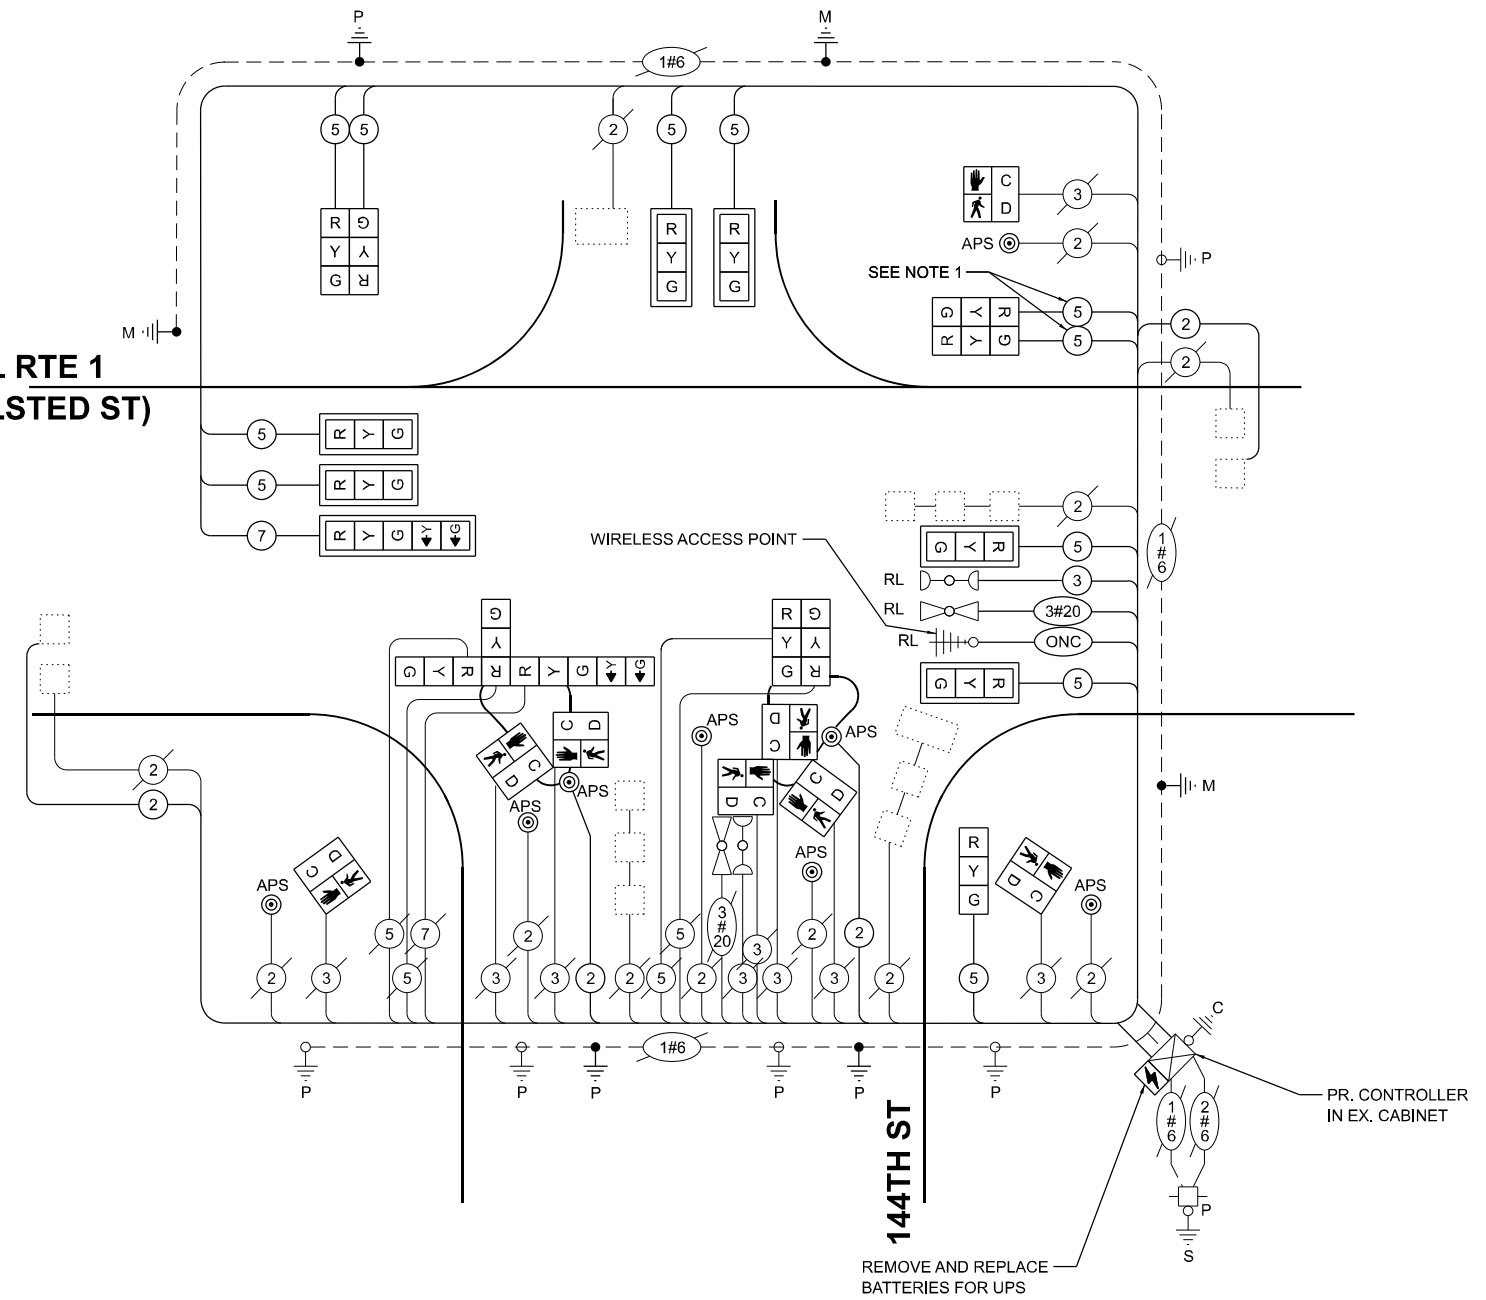 P
M
1#6
5 5 2 5 5
R G
Y Y
G R
R
Y
G
R
Y
G
C
D
3
APS
2
P
SEE NOTE 1
G Y R
5
R Y G
5
2
2
M
L RTE 1
LSTED ST)
5
R Y G
5
R Y G
7
R Y G Y G
2
G Y R
5
WIRELESS ACCESS POINT
RL
3
RL
3#20
RL
ONC
G Y R
5
1
#
6
G
Y
G Y R R R Y G Y G
R G
Y Y
G R
C D
C
D
D
C
APS
APS
D C
C D
APS
APS
APS
M
2
2
C D
APS
5 7 2
3
#
20
5
3
2 2
R
Y
G
D C
APS
2 3 5 3 3 2 2 5 2 3 3 3 2 5 3 2
1#6
P P P P P P
C
144TH ST
PR. CONTROLLER
IN EX. CABINET
1
#
6
2
#
6
P
S
REMOVE AND REPLACE
BATTERIES FOR UPS